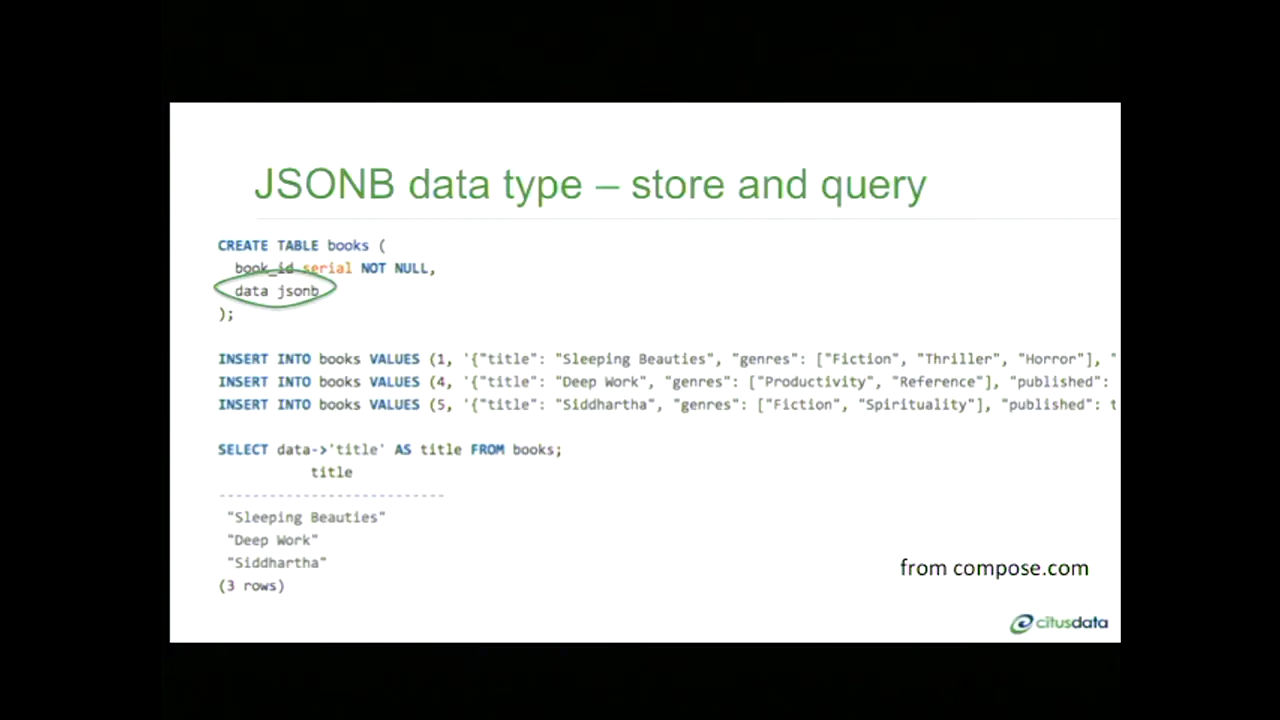 JSONB data type – store and query
CREATE TABLE books (
book_id serial NOT NULL,
data jsonb
);
INSERT INTO books VALUES (1, '{"title": "Sleeping Beauties", "genres": ["Fiction", "Thriller", "Horror"], "
INSERT INTO books VALUES (4, '{"title": "Deep Work", "genres": ["Productivity", "Reference"], "published":
INSERT INTO books VALUES (5, '{"title": "Siddhartha", "genres": ["Fiction", "Spirituality"], "published": t
SELECT data->'title' AS title FROM books;
title
---------------------------
"Sleeping Beauties"
"Deep Work"
"Siddhartha"
(3 rows)
from compose.com
citusdata